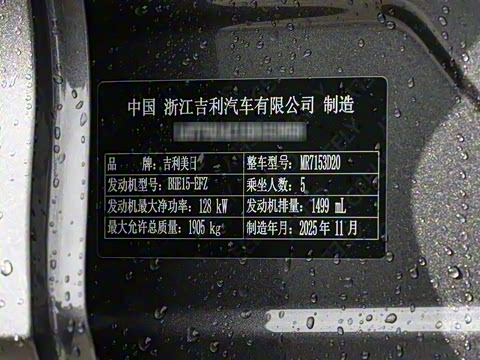 中国 浙江吉利汽车有限公司 制造
品 牌: 吉利美日 整车型号: MR7153D20
发动机型号: BHE15-EFZ 乘坐人数: 5
发动机最大净功率: 128 kW 发动机排量: 1499 mL
最大允许总质量: 1905 kg 制造年月: 2025 年 11 月